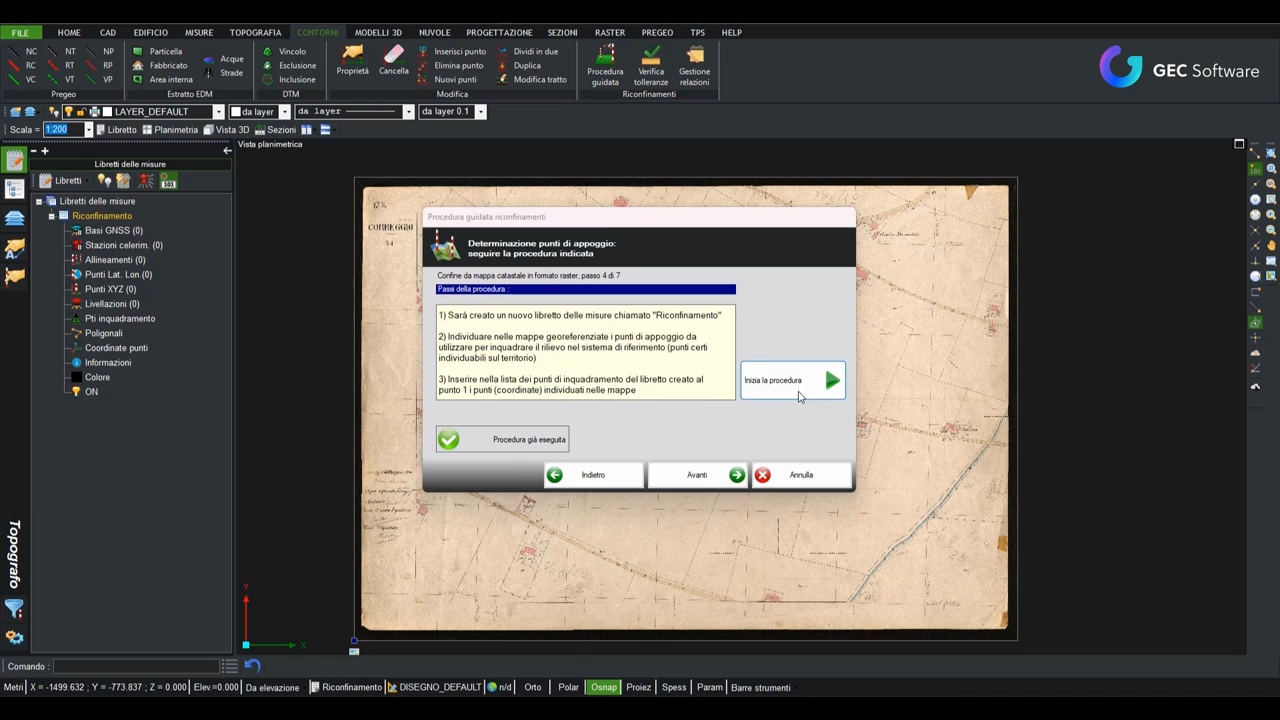 FILE HOME CAD EDIFICIO MISURE TOPOGRAFIA CONTORNI MODELLI 3D NUVOLE PROGETTAZIONE SEZIONI RASTER PREGEO TPS HELP
NC NT NP
RC RT RP
VC VT VP
Pregeo
Particella
Fabbricato
Area interna
Acque
Strade
Estratto EDM
Vincolo
Esclusione
Inclusione
DTM
Proprietà
Cancella
Inserisci punto
Elimina punto
Nuovi punti
Dividi in due
Duplica
Modifica tratto
Modifica
Procedura guidata
Verifica tolleranze
Gestione relazioni
Riconfinamenti
GEC Software
LAYER_DEFAULT da layer da layer da layer 0.1
Scala = 1:200 Libretto Planimetria Vista 3D Sezioni
Vista planimetrica
Libretti delle misure
Libretti
Libretti delle misure
Riconfinamento
Basi GNSS (0)
Stazioni celerim. (0)
Allineamenti (0)
Punti Lat. Lon.(0)
Punti XYZ (0)
Livellazioni (0)
Pti inquadramento
Poligonali
Coordinate punti
Informazioni
Colore
ON
Topografo
CORREGGIO
Procedura guidata riconfinamenti
Determinazione punti di appoggio:
seguire la procedura indicata
Confine da mappa catastale in formato raster, passo 4 di 7
Passi della procedura :
1) Sarà creato un nuovo libretto delle misure chiamato "Riconfinamento"
2) Individuare nelle mappe georeferenziate i punti di appoggio da
utilizzare per inquadrare il rilievo nel sistema di riferimento (punti certi
individuabili sul territorio)
3) Inserire nella lista dei punti di inquadramento del libretto creato al
punto 1 i punti (coordinate) individuati nelle mappe
Inizia la procedura
Procedura già eseguita
Indietro Avanti Annulla
Y
X
Comando :
Metri X = -1499.632 ; Y = -773.837 ; Z = 0.000 Elev.=0.000 Da elevazione Riconfinamento DISEGNO_DEFAULT n/d Orto Polar Osnap Proiez Spess Param Barre strumenti